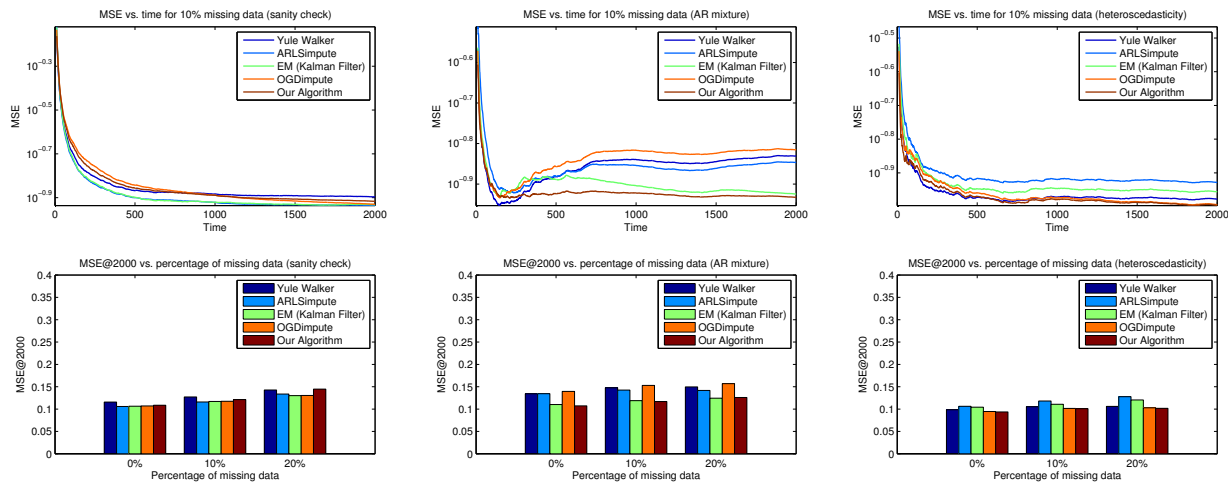 MSE vs. time for 10% missing data (sanity check)
MSE
10^−0.3
10^−0.5
10^−0.7
10^−0.9
0 500 1000 1500 2000
Time
Yule Walker
ARLSimpute
EM (Kalman Filter)
OGDimpute
Our Algorithm
MSE vs. time for 10% missing data (AR mixture)
MSE
10^−0.6
10^−0.7
10^−0.8
10^−0.9
0 500 1000 1500 2000
Time
Yule Walker
ARLSimpute
EM (Kalman Filter)
OGDimpute
Our Algorithm
MSE vs. time for 10% missing data (heteroscedasticity)
MSE
10^−0.5
10^−0.6
10^−0.7
10^−0.8
10^−0.9
0 500 1000 1500 2000
Time
Yule Walker
ARLSimpute
EM (Kalman Filter)
OGDimpute
Our Algorithm
MSE@2000 vs. percentage of missing data (sanity check)
MSE@2000
0.4
0.35
0.3
0.25
0.2
0.15
0.1
0.05
0
0% 10% 20%
Percentage of missing data
Yule Walker
ARLSimpute
EM (Kalman Filter)
OGDimpute
Our Algorithm
MSE@2000 vs. percentage of missing data (AR mixture)
MSE@2000
0.4
0.35
0.3
0.25
0.2
0.15
0.1
0.05
0
0% 10% 20%
Percentage of missing data
Yule Walker
ARLSimpute
EM (Kalman Filter)
OGDimpute
Our Algorithm
MSE@2000 vs. percentage of missing data (heteroscedasticity)
MSE@2000
0.4
0.35
0.3
0.25
0.2
0.15
0.1
0.05
0
0% 10% 20%
Percentage of missing data
Yule Walker
ARLSimpute
EM (Kalman Filter)
OGDimpute
Our Algorithm